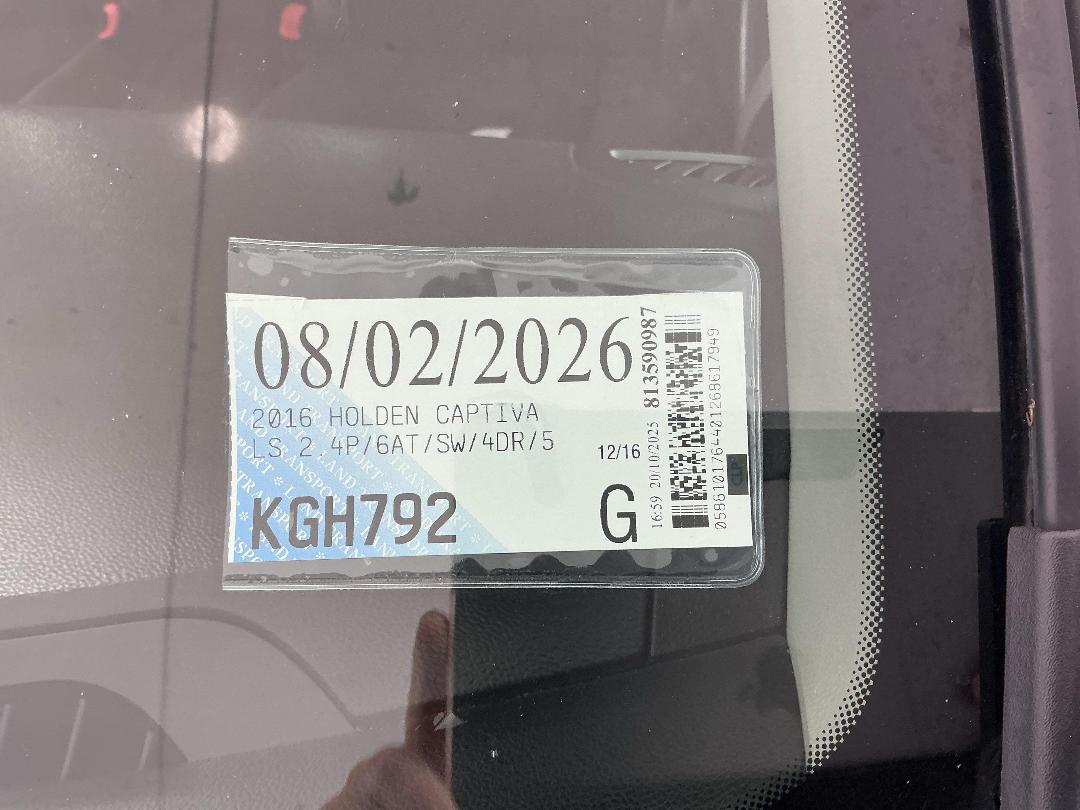 08/02/2026
2016 HOLDEN CAPTIVA
LS 2.4P/6AT/SW/4DR/5
12/16
KGH792
G
813590987
16:59 20/10/2025
CLP